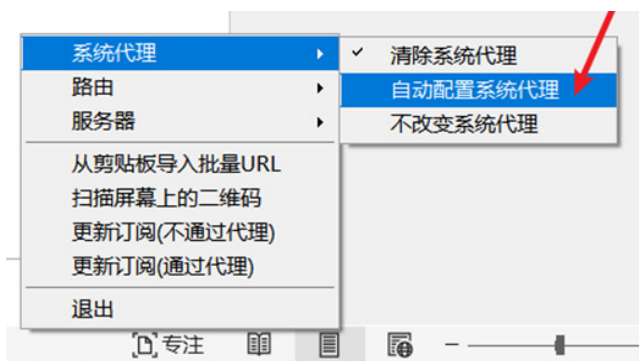 系统代理
路由
服务器
从剪贴板导入批量URL
扫描屏幕上的二维码
更新订阅(不通过代理)
更新订阅(通过代理)
退出
清除系统代理
自动配置系统代理
不改变系统代理
专注